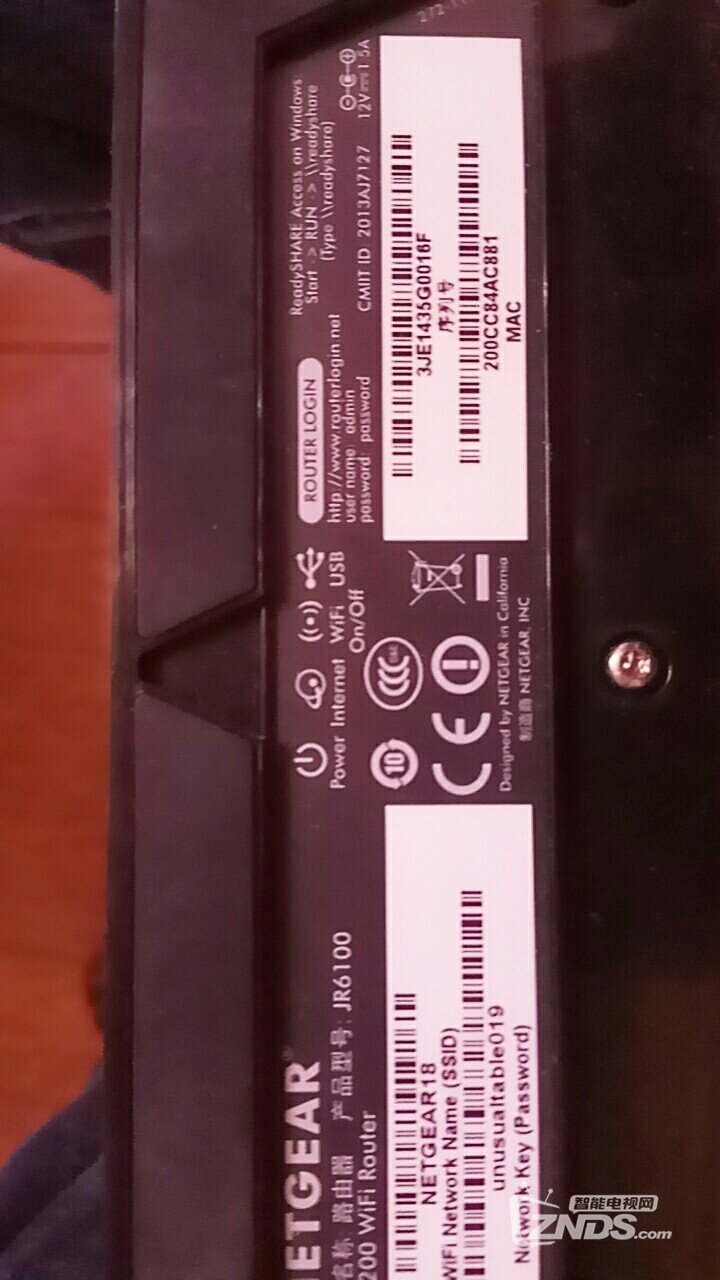 NETGEAR
名称 路由器 产品型号: JR6100
200 WiFi Router
NETGEAR18
WiFi Network Name (SSID)
unusualtable019
Network Key (Password)
Power Internet WiFi USB
On/Off
10
CE
Designed by NETGEAR in California
制造商 NETGEAR, INC
ROUTER LOGIN
http://www.routerlogin.net
user name: admin
password: password
ReadySHARE Access on Windows
Start -> RUN -> \\readyshare
(Type \\readyshare)
CMIIT ID: 2013AJ7127
12V 1.5A
3JE1435G0016F
序列号
200CC84AC881
MAC
272-
智能电视网
ZNDS.com